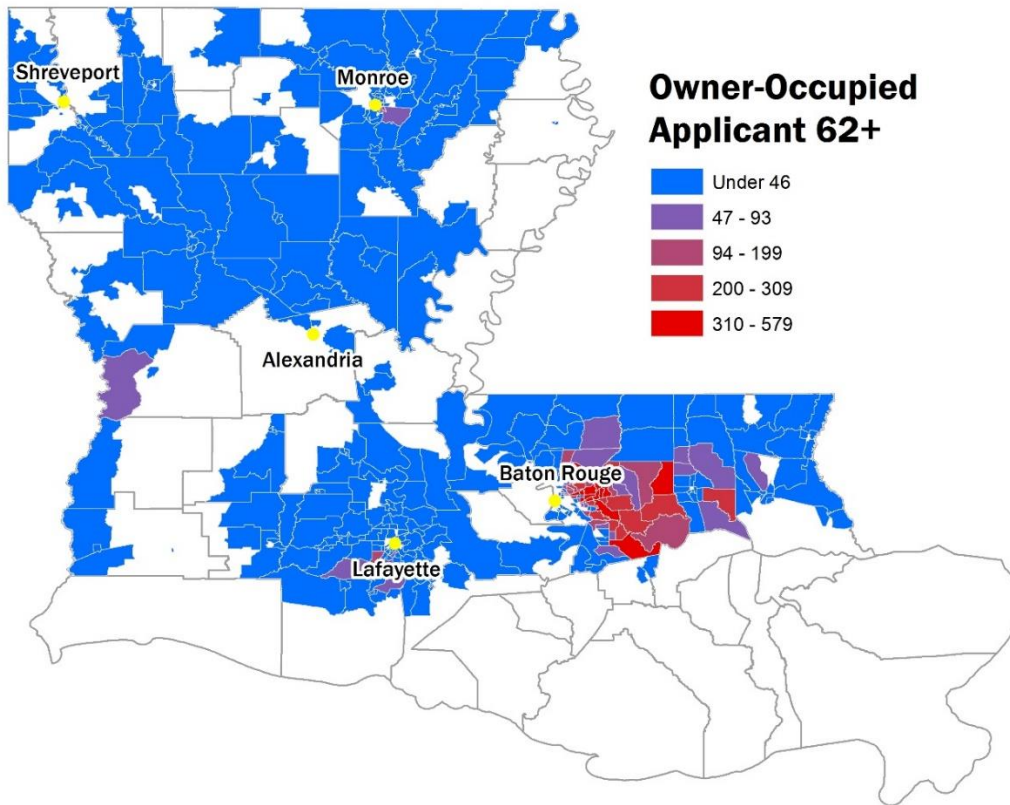 Shreveport
Monroe
Owner-Occupied
Applicant 62+
Under 46
47 - 93
94 - 199
200 - 309
310 - 579
Alexandria
Baton Rouge
Lafayette